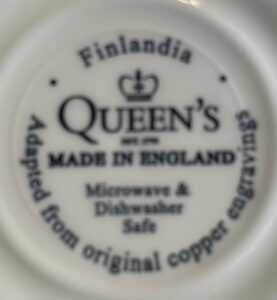 Finlandia
QUEEN'S
MADE IN ENGLAND
Microwave &
Dishwasher
Safe
Adapted from original copper engravings